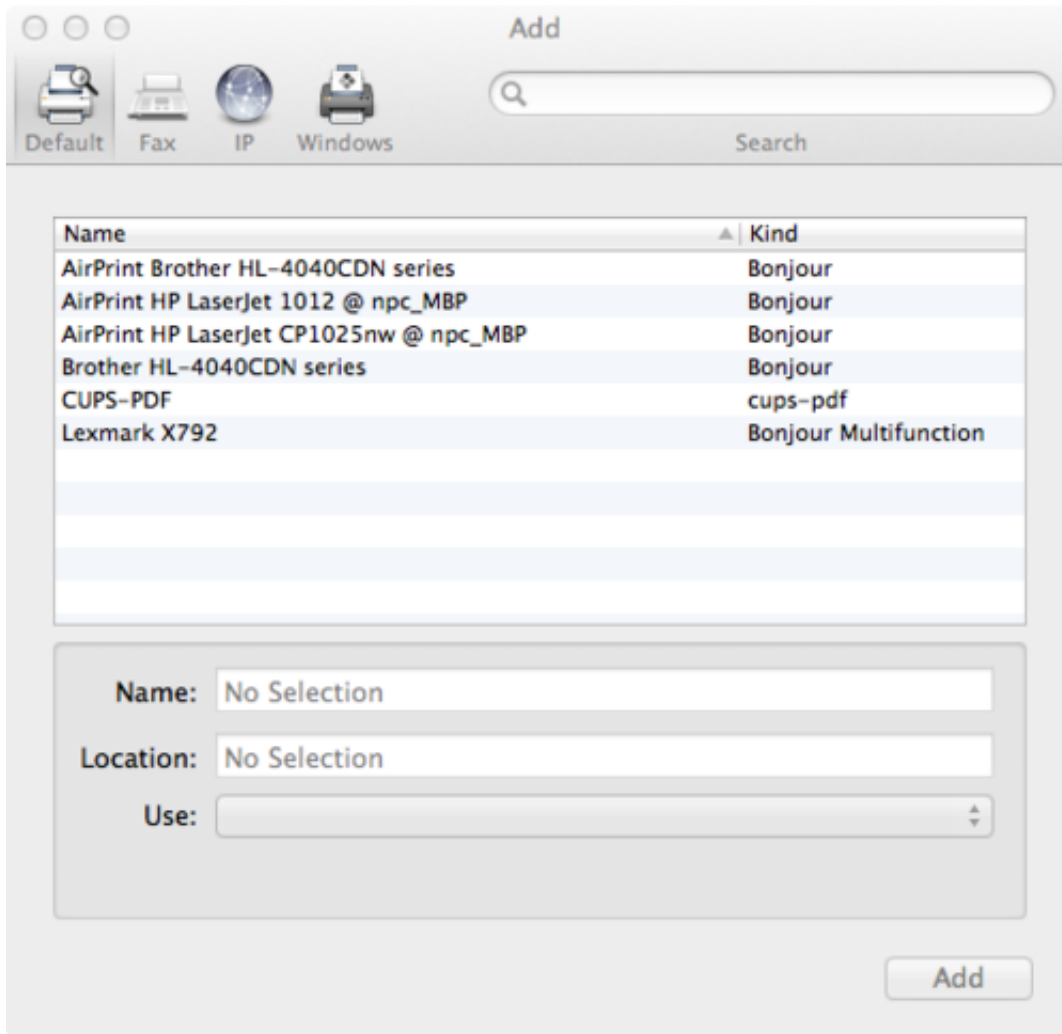 Add
Default Fax IP Windows Search
Name Kind
AirPrint Brother HL-4040CDN series Bonjour
AirPrint HP LaserJet 1012 @ npc_MBP Bonjour
AirPrint HP LaserJet CP1025nw @ npc_MBP Bonjour
Brother HL-4040CDN series Bonjour
CUPS-PDF cups-pdf
Lexmark X792 Bonjour Multifunction
Name: No Selection
Location: No Selection
Use:
Add